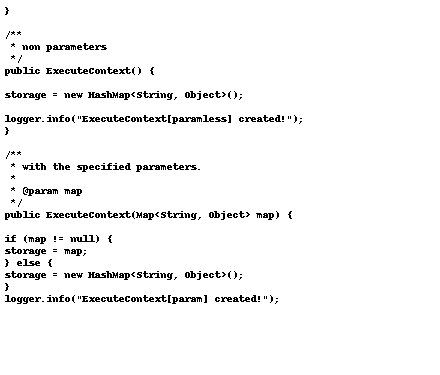 }
/**
* non parameters
*/
public ExecuteContext() {
storage = new HashMap<String, Object>();
logger.info("ExecuteContext[paramless] created!");
}
/**
* with the specified parameters.
*
* @param map
*/
public ExecuteContext(Map<String, Object> map) {
if (map != null) {
storage = map;
} else {
storage = new HashMap<String, Object>();
}
logger.info("ExecuteContext[param] created!");